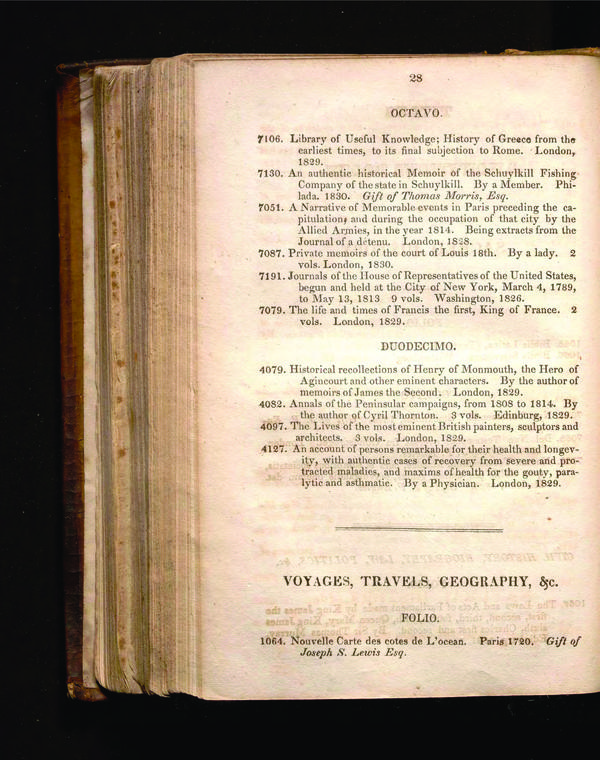 28
OCTAVO.
7106. Library of Useful Knowledge; History of Greece from the
earliest times, to its final subjection to Rome. London,
1829.
7130. An authentic historical Memoir of the Schuylkill Fishing
Company of the state in Schuylkill. By a Member. Phi-
lada. 1830. Gift of Thomas Morris, Esq.
7051. A Narrative of Memorable events in Paris preceding the ca-
pitulation, and during the occupation of that city by the
Allied Armies, in the year 1814. Being extracts from the
Journal of a détenu. London, 1828.
7087. Private memoirs of the court of Louis 18th. By a lady. 2
vols. London, 1830.
7191. Journals of the House of Representatives of the United States,
begun and held at the City of New York, March 4, 1789,
to May 13, 1813 9 vols. Washington, 1826.
7079. The life and times of Francis the first, King of France. 2
vols. London, 1829.
DUODECIMO.
4079. Historical recollections of Henry of Monmouth, the Hero of
Agincourt and other eminent characters. By the author of
memoirs of James the Second. London, 1829.
4082. Annals of the Peninsular campaigns, from 1808 to 1814. By
the author of Cyril Thornton. 3 vols. Edinburg, 1829.
4097. The Lives of the most eminent British painters, sculptors and
architects. 3 vols. London, 1829.
4127. An account of persons remarkable for their health and longev-
ity, with authentic cases of recovery from severe and pro-
tracted maladies, and maxims of health for the gouty, para-
lytic and asthmatic. By a Physician. London, 1829.
VOYAGES, TRAVELS, GEOGRAPHY, &c.
FOLIO.
1064. Nouvelle Carte des cotes de L'ocean. Paris 1720. Gift of
Joseph S. Lewis Esq.